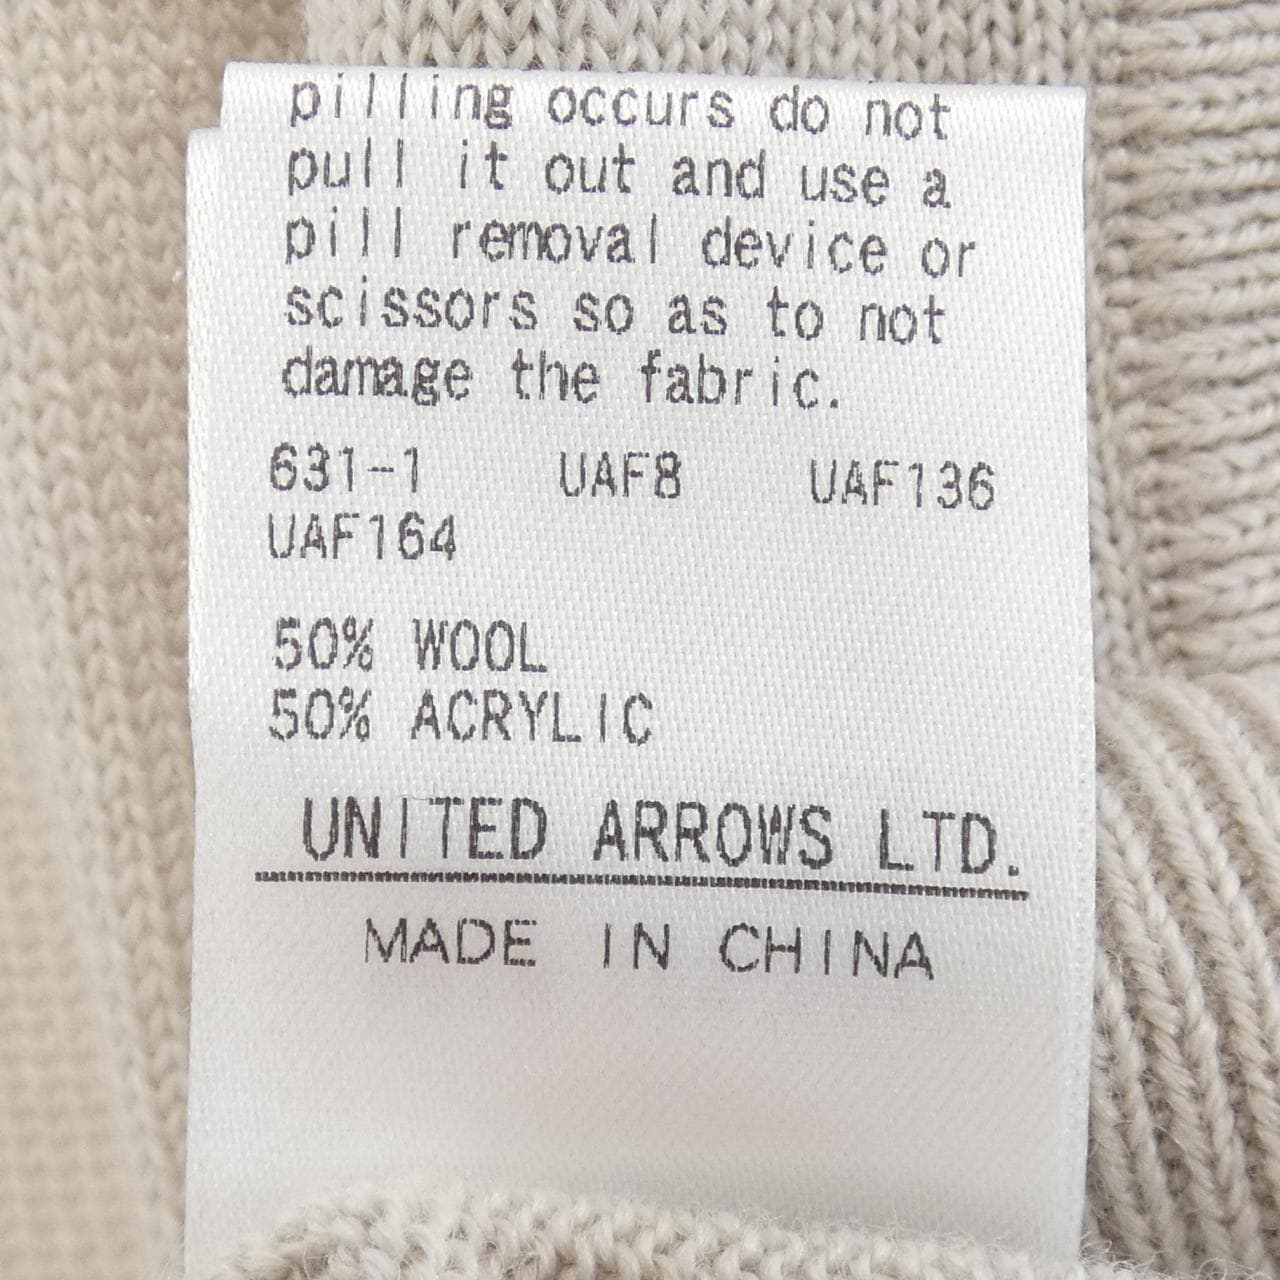 pilling occurs do not
pull it out and use a
pill removal device or
scissors so as to not
damage the fabric.
631-1 UAF8 UAF136
UAF164
50% WOOL
50% ACRYLIC
UNITED ARROWS LTD.
MADE IN CHINA